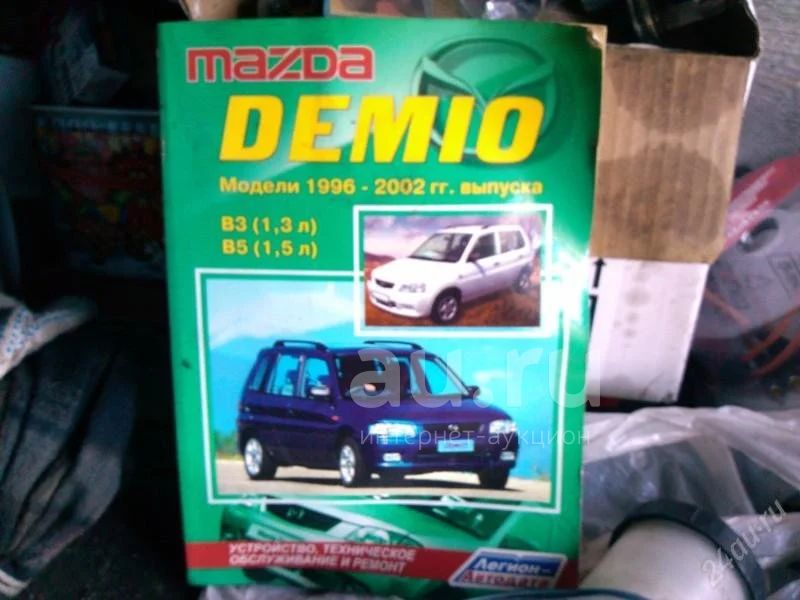 mazda
DEMIO
Модели 1996 - 2002 гг. выпуска
B3 (1,3 л)
B5 (1,5 л)
au.ru
интернет-аукцион
УСТРОЙСТВО, ТЕХНИЧЕСКОЕ
ОБСЛУЖИВАНИЕ И РЕМОНТ
Легион-
Автодата
24au.ru